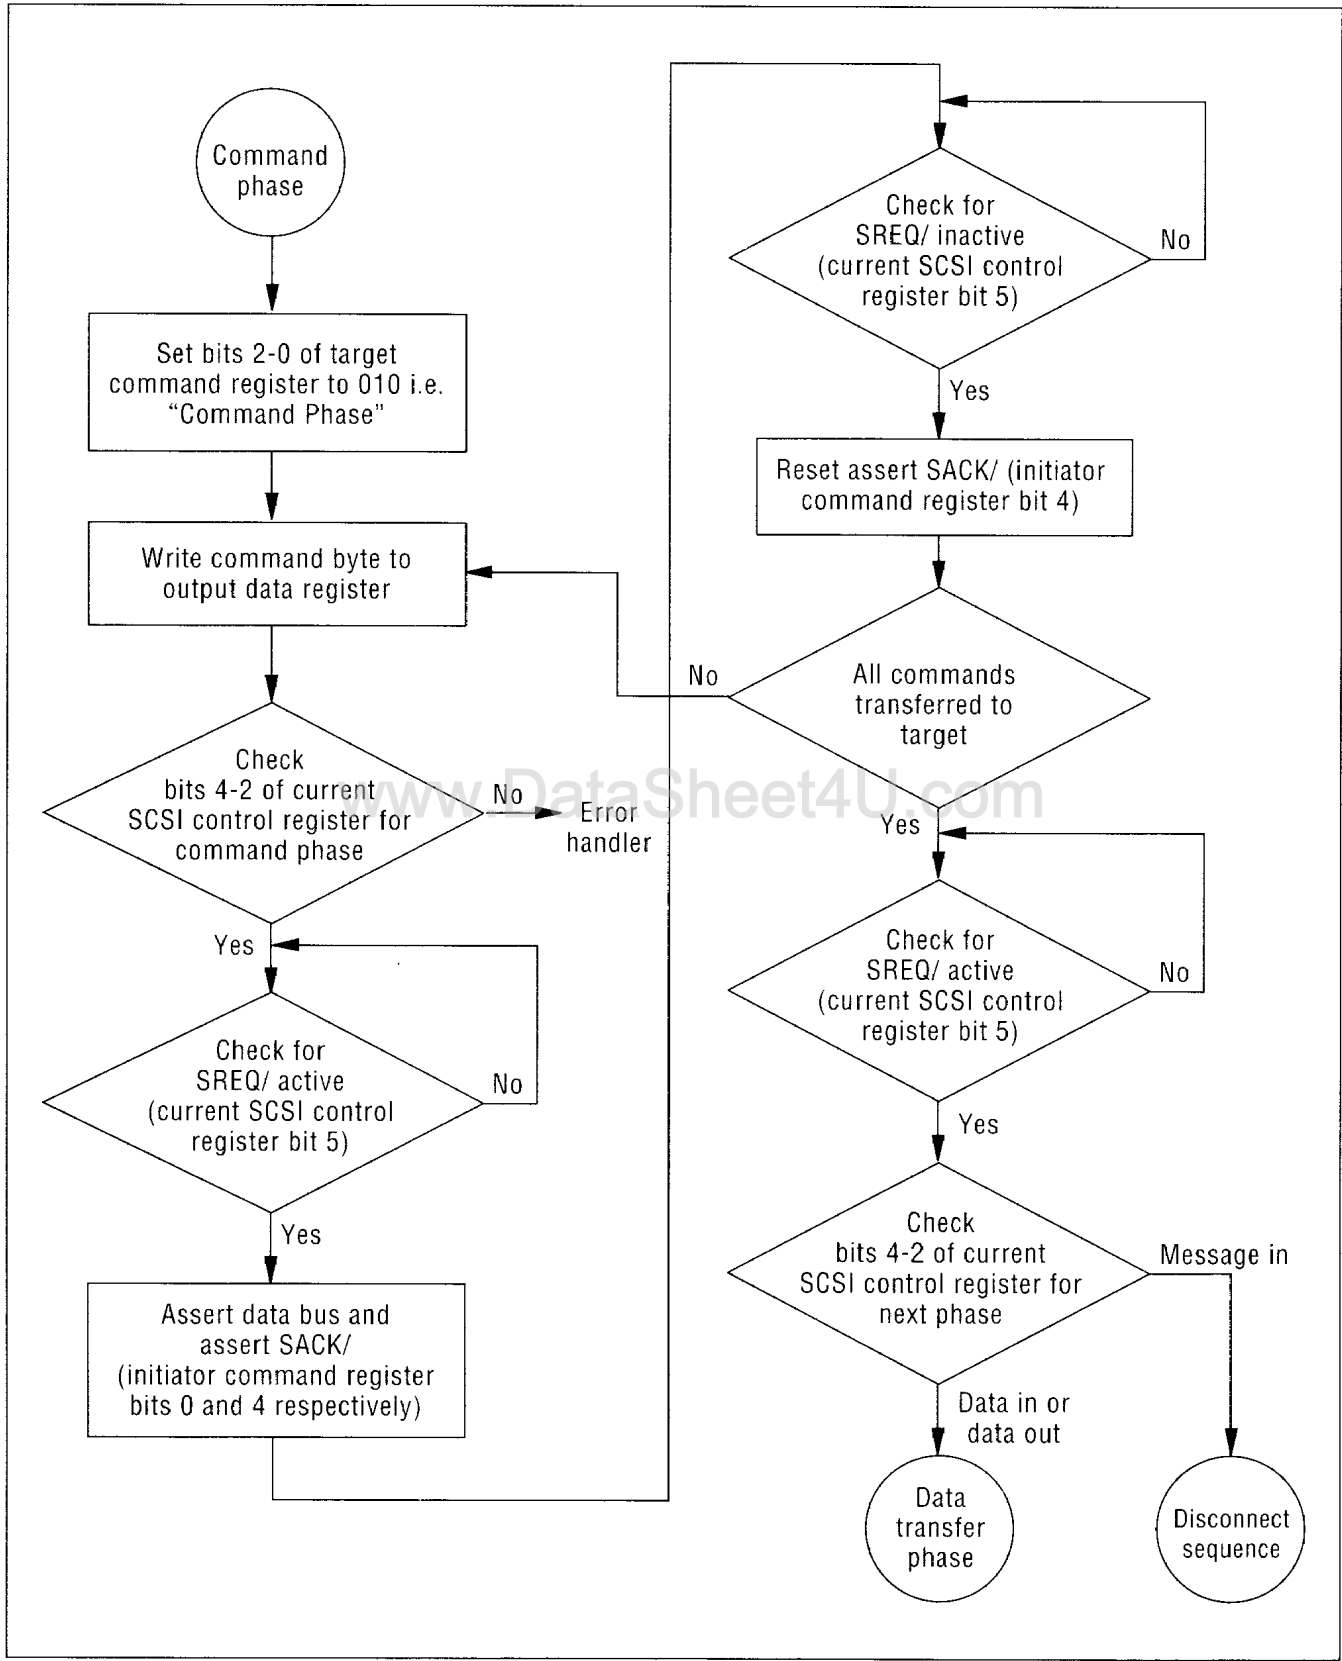 Command
phase
Set bits 2-0 of target
command register to 010 i.e.
“Command Phase”
Write command byte to
output data register
Check
bits 4-2 of current
SCSI control register for
command phase
No
Error
handler
Yes
Check for
SREQ/ active
(current SCSI control
register bit 5)
No
Yes
Assert data bus and
assert SACK/
(initiator command register
bits 0 and 4 respectively)
Check for
SREQ/ inactive
(current SCSI control
register bit 5)
No
Yes
Reset assert SACK/ (initiator
command register bit 4)
All commands
transferred to
target
No
Yes
Check for
SREQ/ active
(current SCSI control
register bit 5)
No
Yes
Check
bits 4-2 of current
SCSI control register for
next phase
Message in
Data in or
data out
Data
transfer
phase
Disconnect
sequence
www.DataSheet4U.com